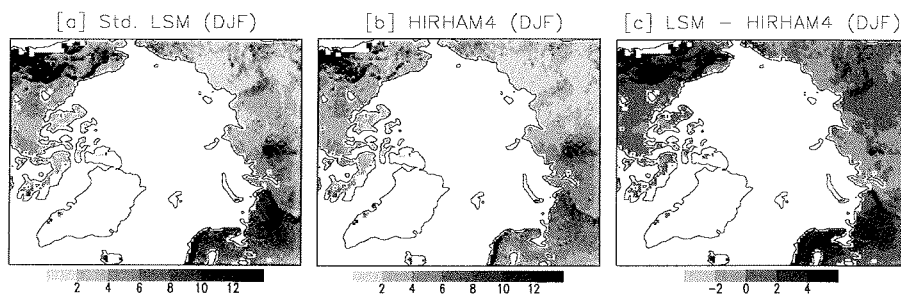 [a] Std. LSM (DJF)
[b] HIRHAM4 (DJF)
[c] LSM – HIRHAM4 (DJF)
2 4 6 8 10 12
2 4 6 8 10 12
-2 0 2 4